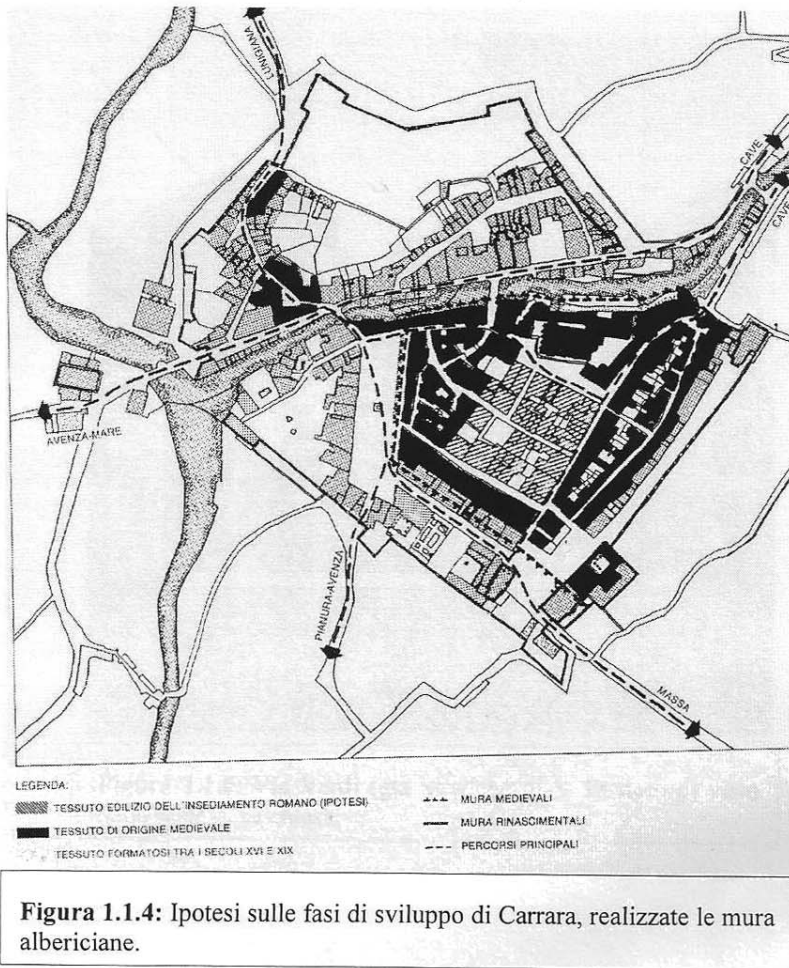 LUNIGIANA
CAVE
CAVE
AVENZA-MARE
PIANURA-AVENZA
MASSA
LEGENDA:
TESSUTO EDILIZIO DELL'INSEDIAMENTO ROMANO (IPOTESI)
TESSUTO DI ORIGINE MEDIEVALE
TESSUTO FORMATOSI TRA I SECOLI XVI E XIX
MURA MEDIEVALI
MURA RINASCIMENTALI
PERCORSI PRINCIPALI
Figura 1.1.4: Ipotesi sulle fasi di sviluppo di Carrara, realizzate le mura
albericiane.